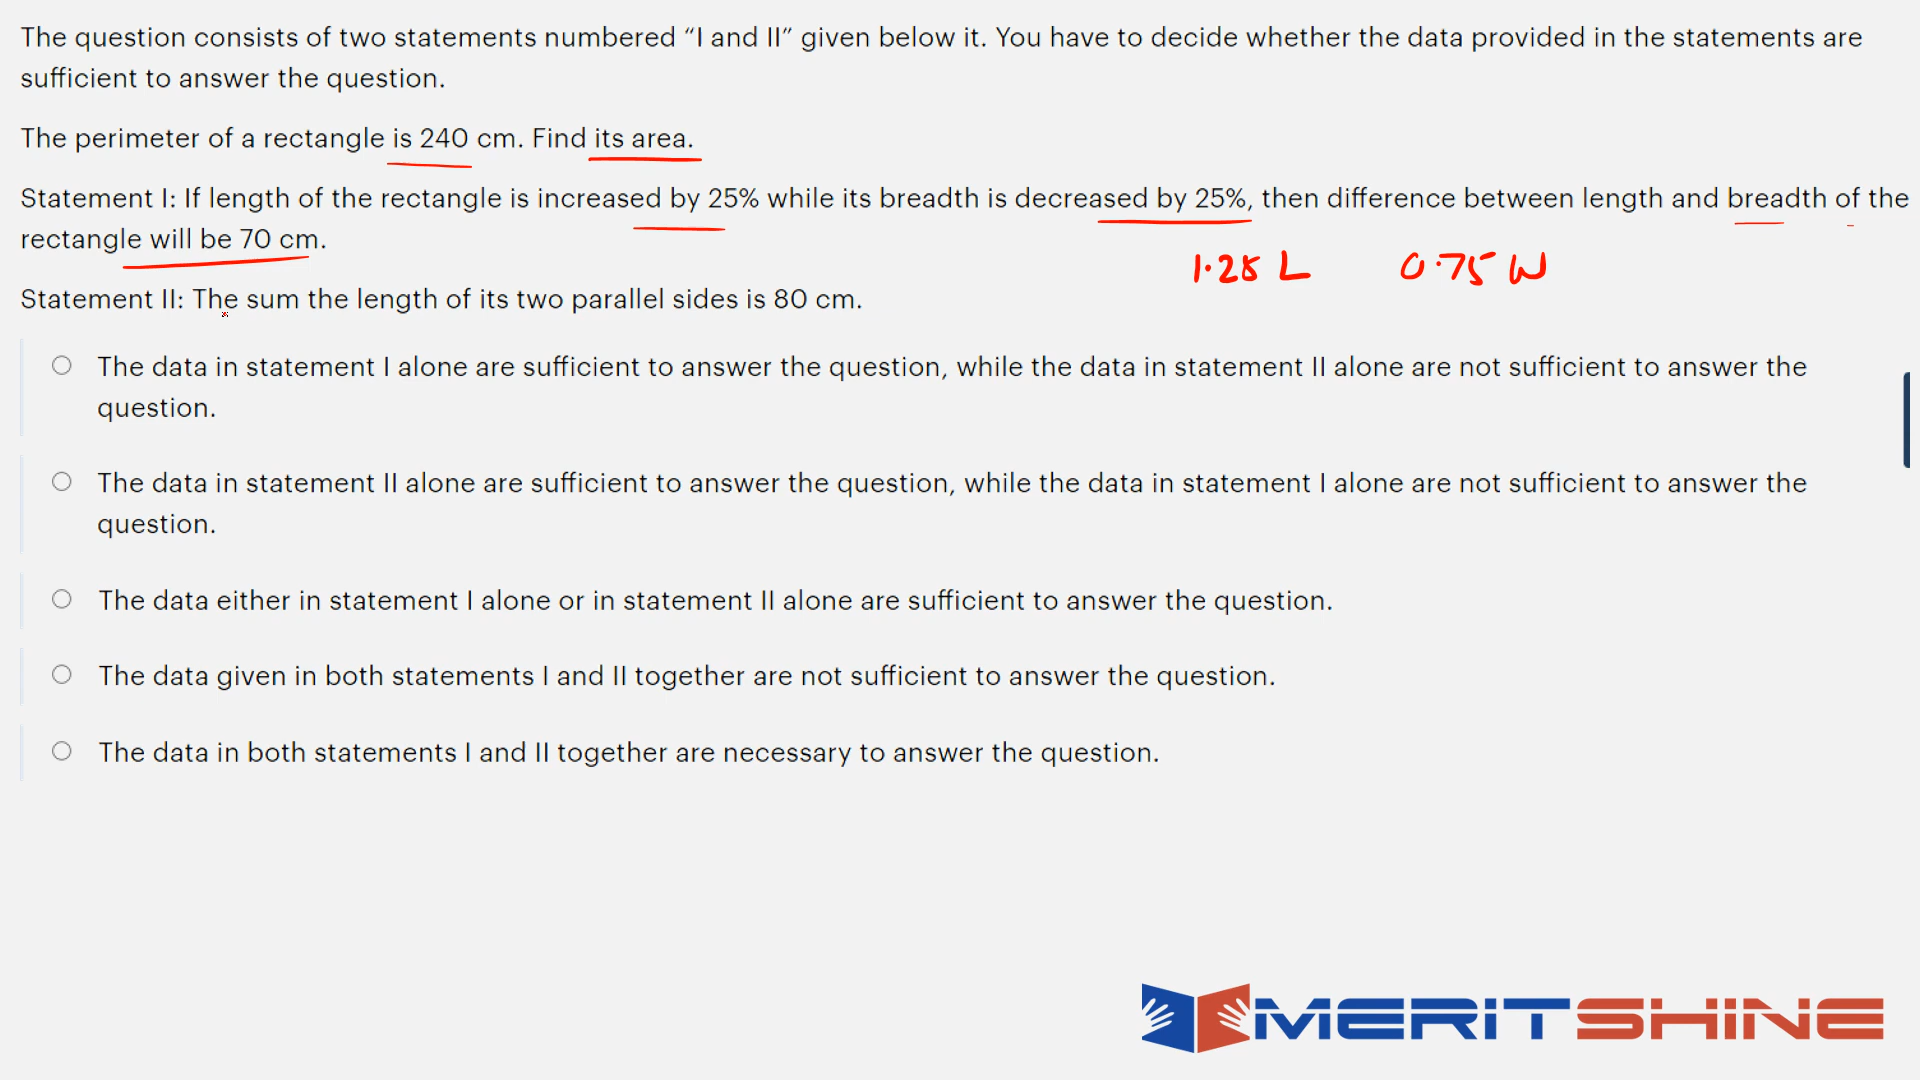 The question consists of two statements numbered “I and II” given below it. You have to decide whether the data provided in the statements are
sufficient to answer the question.
The perimeter of a rectangle is 240 cm. Find its area.
Statement I: If length of the rectangle is increased by 25% while its breadth is decreased by 25%, then difference between length and breadth of the
rectangle will be 70 cm.
1.25 L 0.75 W
Statement II: The sum the length of its two parallel sides is 80 cm.
The data in statement I alone are sufficient to answer the question, while the data in statement II alone are not sufficient to answer the
question.
The data in statement II alone are sufficient to answer the question, while the data in statement I alone are not sufficient to answer the
question.
The data either in statement I alone or in statement II alone are sufficient to answer the question.
The data given in both statements I and II together are not sufficient to answer the question.
The data in both statements I and II together are necessary to answer the question.
MERITSHINE